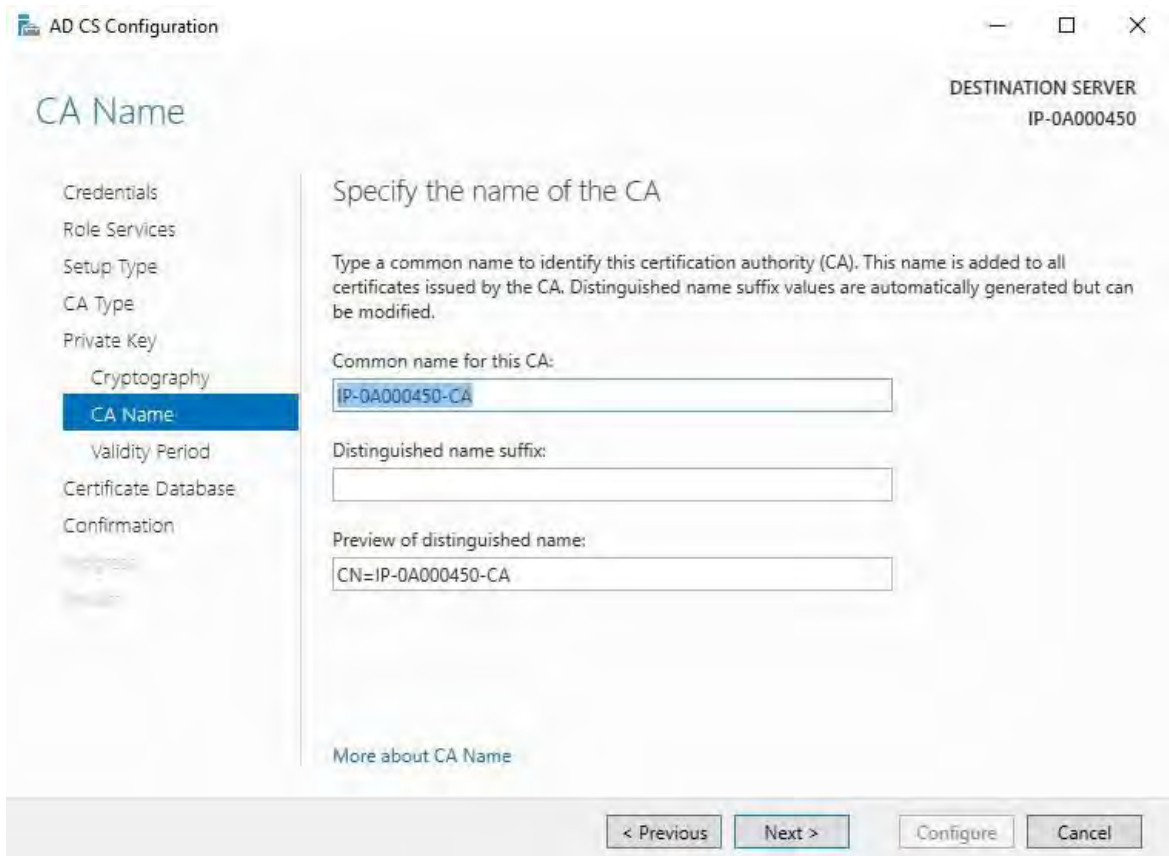 AD CS Configuration
CA Name
DESTINATION SERVER
IP-0A000450
Credentials
Role Services
Setup Type
CA Type
Private Key
Cryptography
CA Name
Validity Period
Certificate Database
Confirmation
Specify the name of the CA
Type a common name to identify this certification authority (CA). This name is added to all
certificates issued by the CA. Distinguished name suffix values are automatically generated but can
be modified.
Common name for this CA:
IP-0A000450-CA
Distinguished name suffix:
Preview of distinguished name:
CN=IP-0A000450-CA
More about CA Name
< Previous
Next >
Configure
Cancel